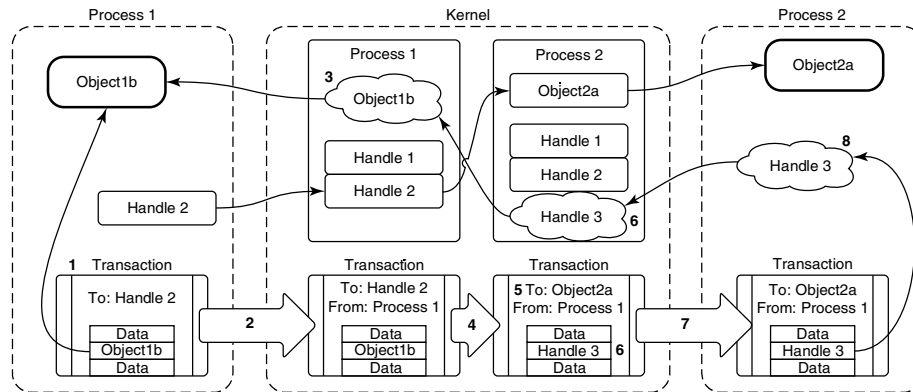 Process 1
Kernel
Process 2
Process 1
Process 2
Object1b
3
Object1b
Object2a
Object2a
Handle 1
Handle 2
Handle 1
Handle 2
Handle 3
6
8
Handle 3
Handle 2
1
Transaction
To: Handle 2
Data
Object1b
Data
2
Transaction
To: Handle 2
From: Process 1
Data
Object1b
Data
4
Transaction
5 To: Object2a
From: Process 1
Data
Handle 3 6
Data
7
Transaction
To: Object2a
From: Process 1
Data
Handle 3
Data